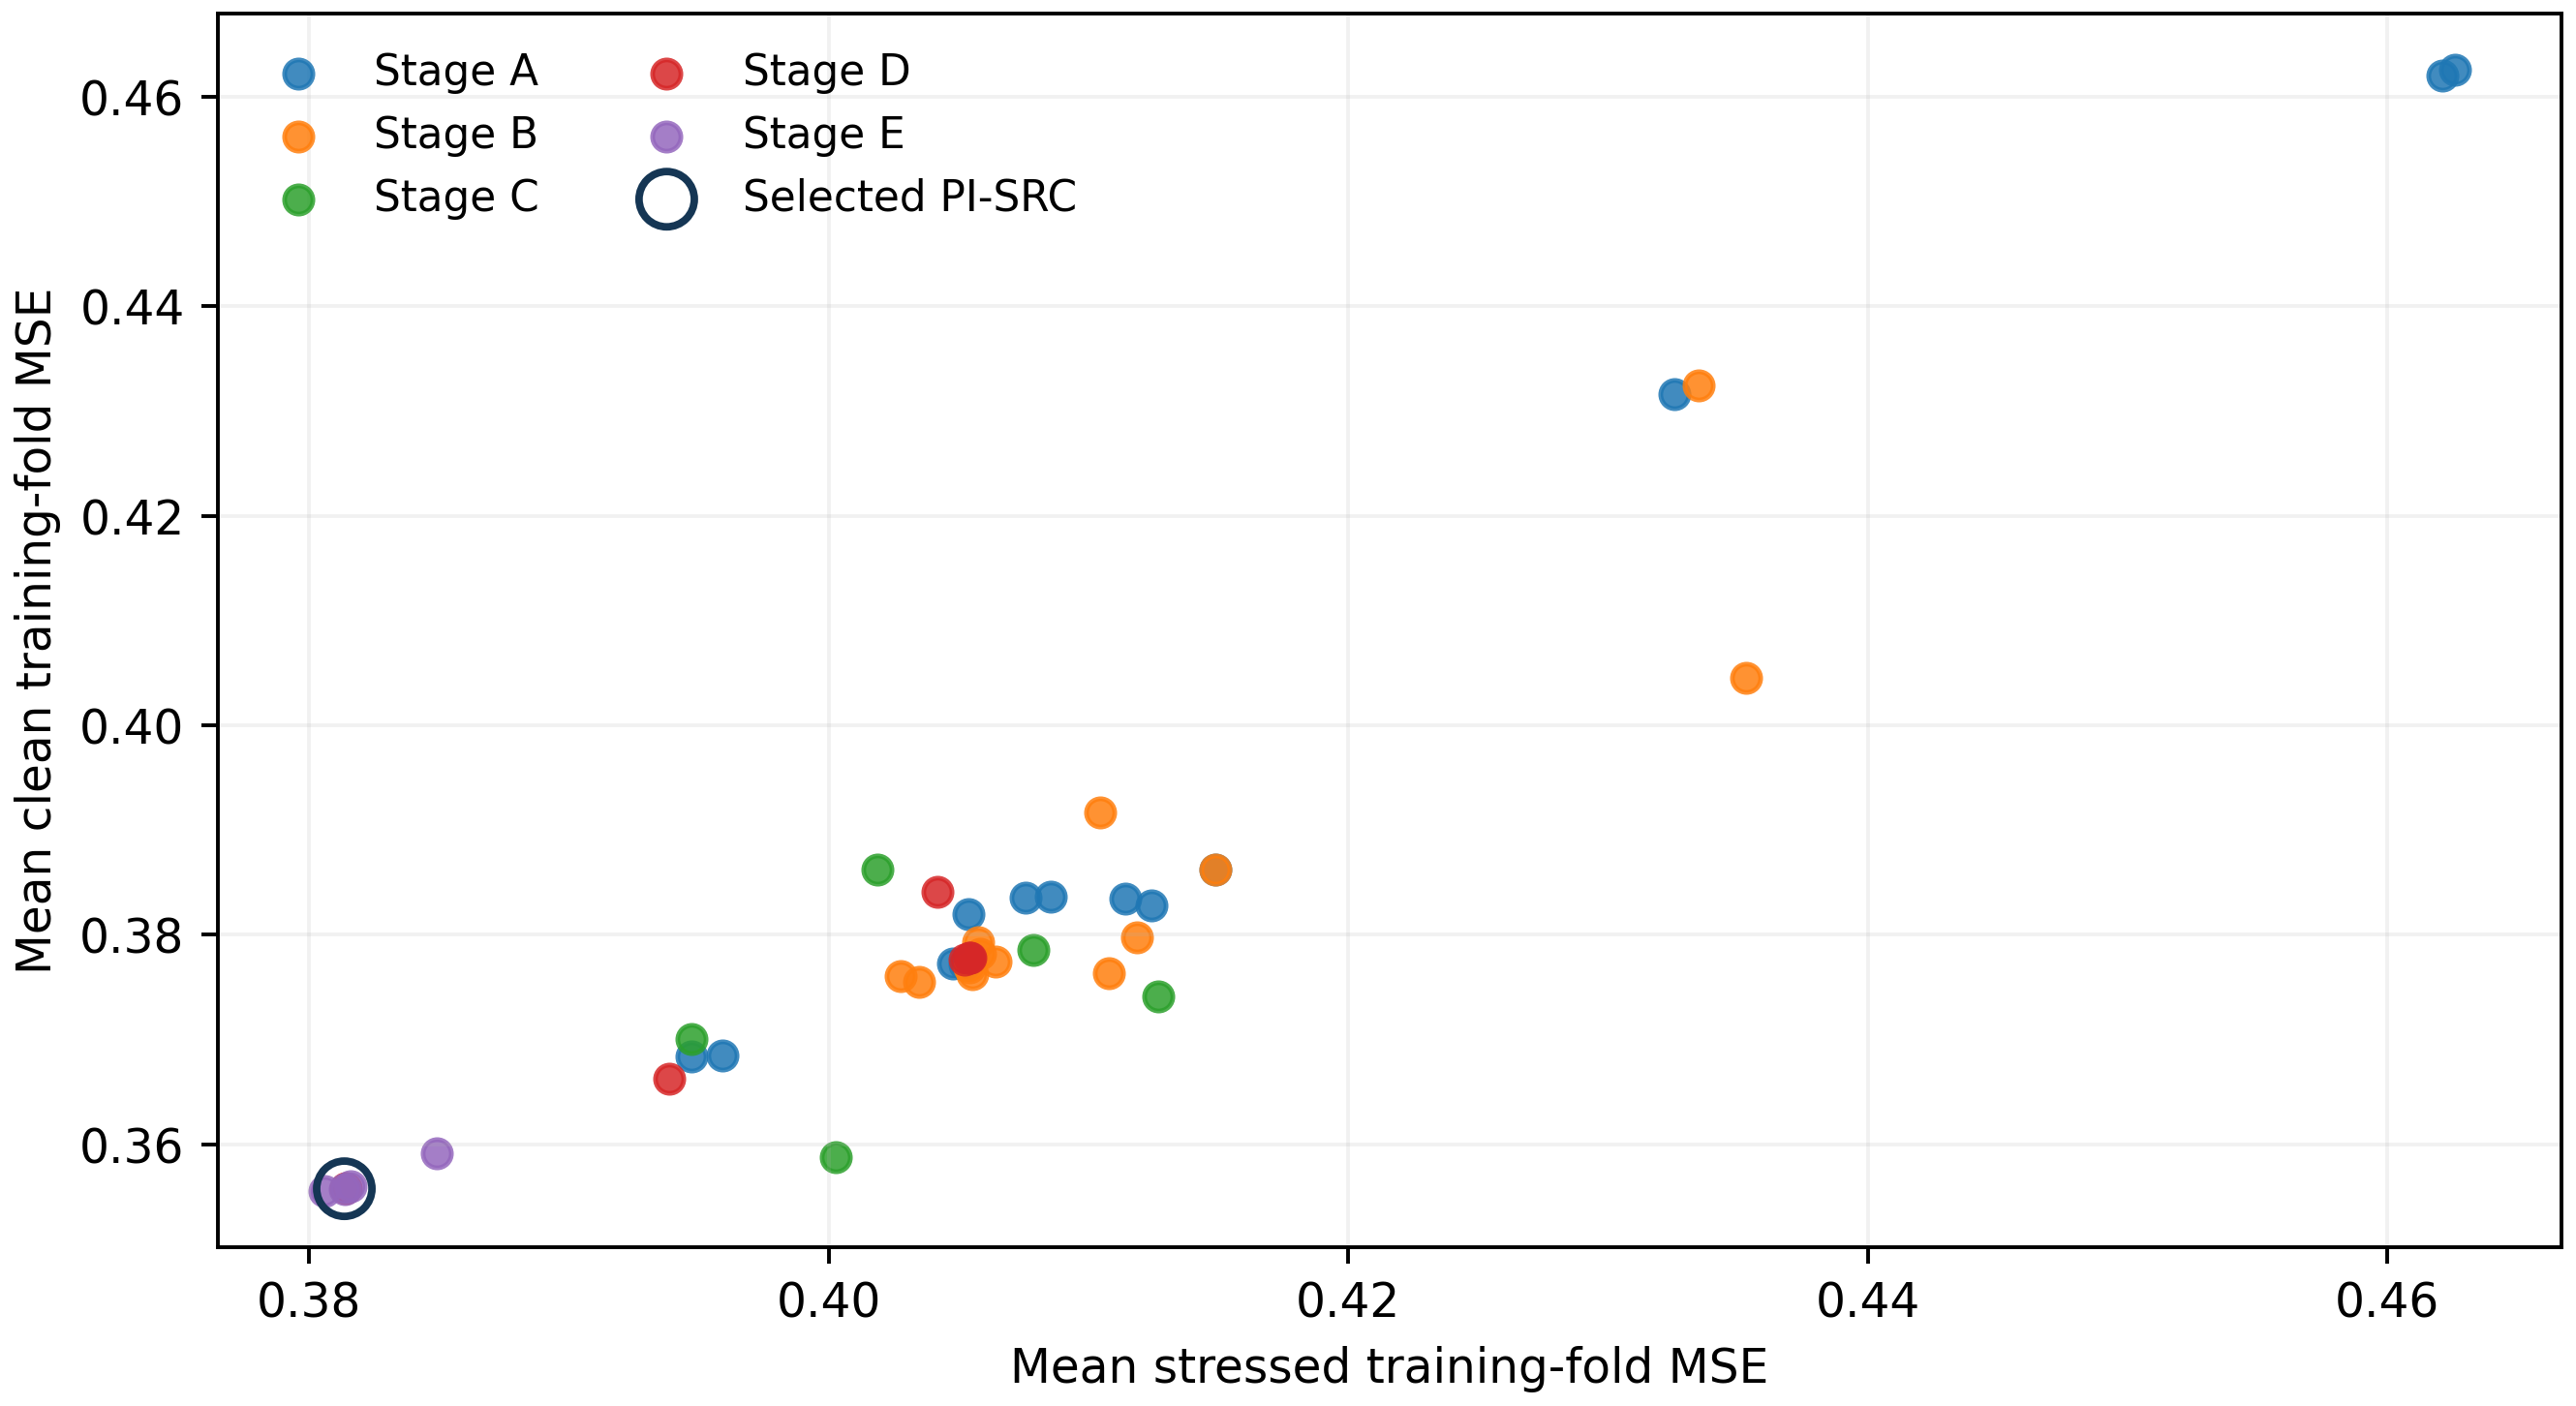 Stage A
Stage B
Stage C
Stage D
Stage E
Selected PI-SRC
Mean clean training-fold MSE
0.46
0.44
0.42
0.40
0.38
0.36
0.38
0.40
0.42
0.44
0.46
Mean stressed training-fold MSE